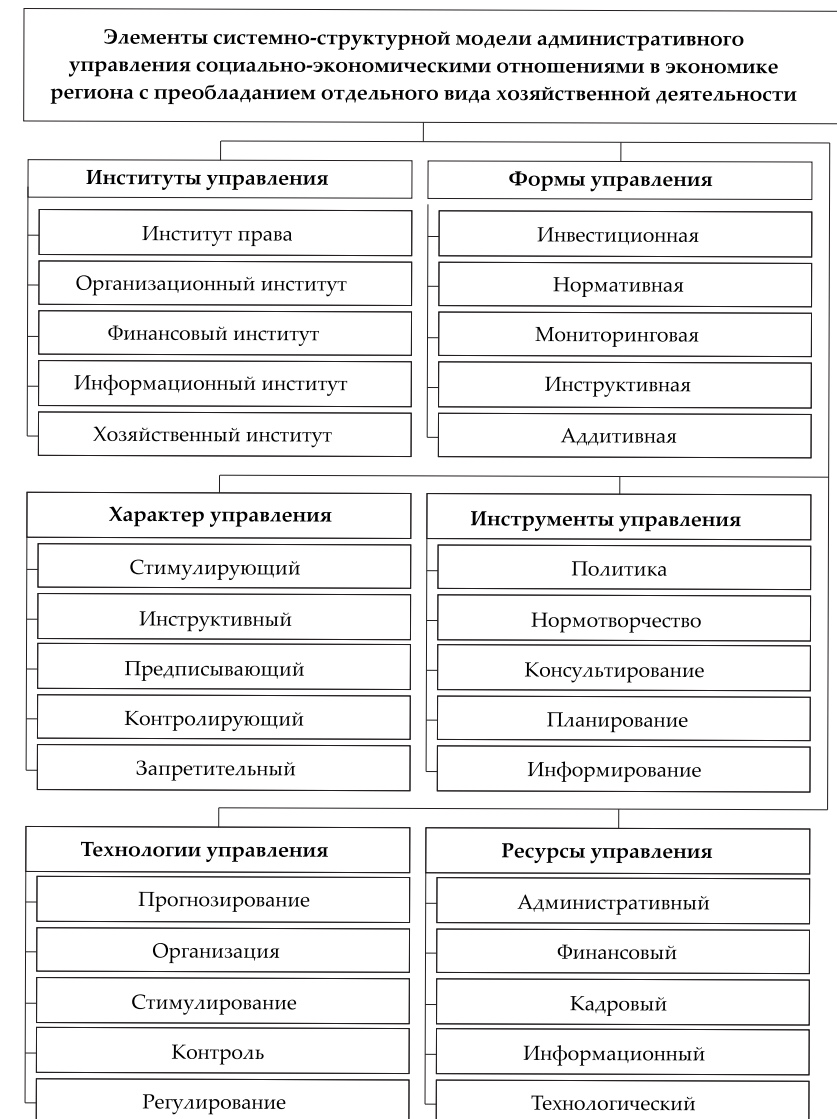 Элементы системно-структурной модели административного
управления социально-экономическими отношениями в экономике
региона с преобладанием отдельного вида хозяйственной деятельности
Институты управления
Институт права
Организационный институт
Финансовый институт
Информационный институт
Хозяйственный институт
Формы управления
Инвестиционная
Нормативная
Мониторинговая
Инструктивная
Аддитивная
Характер управления
Стимулирующий
Инструктивный
Предписывающий
Контролирующий
Запретительный
Инструменты управления
Политика
Нормотворчество
Консультирование
Планирование
Информирование
Технологии управления
Прогнозирование
Организация
Стимулирование
Контроль
Регулирование
Ресурсы управления
Административный
Финансовый
Кадровый
Информационный
Технологический